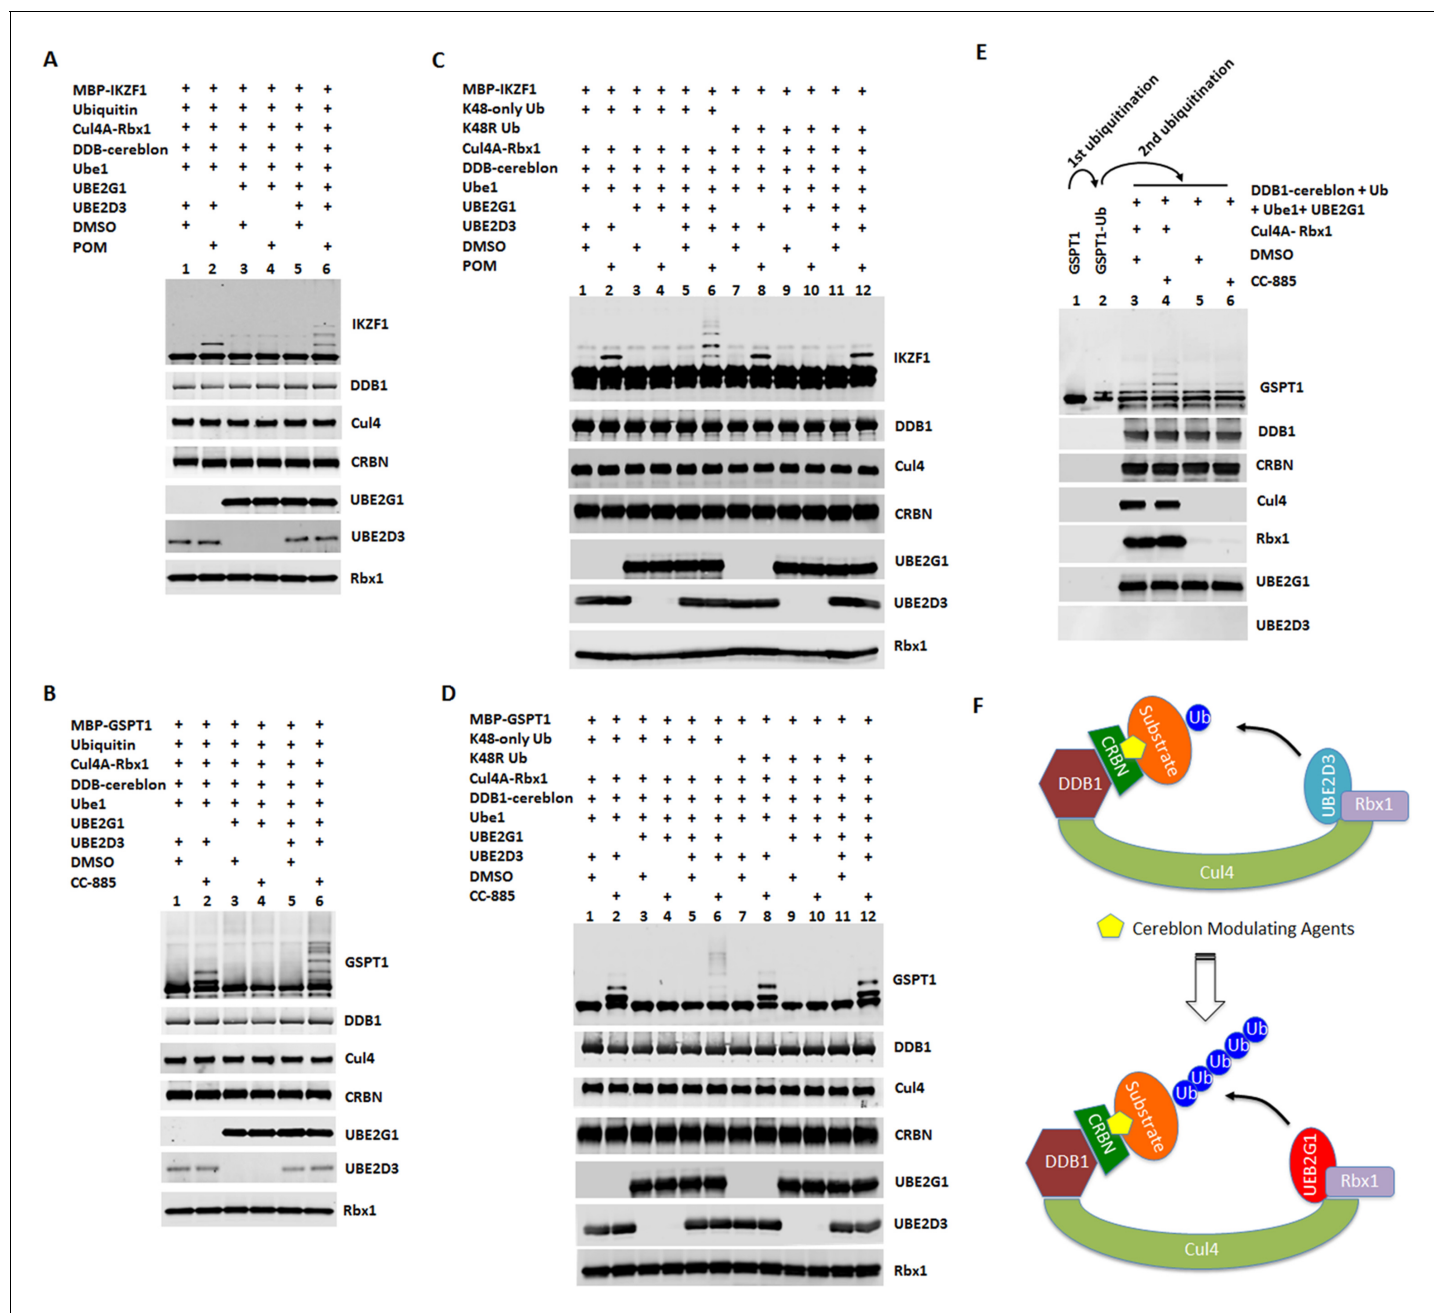 A
MBP-IKZF1 + + + + + +
Ubiquitin + + + + + +
Cul4A-Rbx1 + + + + + +
DDB-cereblon + + + + + +
Ube1 + + + + + +
UBE2G1 + + + +
UBE2D3 + + + +
DMSO + + +
POM + + +
1 2 3 4 5 6
IKZF1
DDB1
Cul4
CRBN
UBE2G1
UBE2D3
Rbx1
B
MBP-GSPT1 + + + + + +
Ubiquitin + + + + + +
Cul4A-Rbx1 + + + + + +
DDB-cereblon + + + + + +
Ube1 + + + + + +
UBE2G1 + + + +
UBE2D3 + + + +
DMSO + + +
CC-885 + + +
1 2 3 4 5 6
GSPT1
DDB1
Cul4
CRBN
UBE2G1
UBE2D3
Rbx1
C
MBP-IKZF1 + + + + + + + + + + + +
K48-only Ub + + + + + +
K48R Ub + + + + + +
Cul4A-Rbx1 + + + + + + + + + + + +
DDB-cereblon + + + + + + + + + + + +
Ube1 + + + + + + + + + + + +
UBE2G1 + + + + + + + +
UBE2D3 + + + + + + + +
DMSO + + + + + +
POM + + + + + +
1 2 3 4 5 6 7 8 9 10 11 12
IKZF1
DDB1
Cul4
CRBN
UBE2G1
UBE2D3
Rbx1
D
MBP-GSPT1 + + + + + + + + + + + +
K48-only Ub + + + + + +
K48R Ub + + + + + +
Cul4A-Rbx1 + + + + + + + + + + + +
DDB1-cereblon + + + + + + + + + + + +
Ube1 + + + + + + + + + + + +
UBE2G1 + + + + + + + +
UBE2D3 + + + + + + + +
DMSO + + + + + +
CC-885 + + + + + +
1 2 3 4 5 6 7 8 9 10 11 12
GSPT1
DDB1
Cul4
CRBN
UBE2G1
UBE2D3
Rbx1
E
1st ubiquitination
2nd ubiquitination
GSPT1
GSPT1-Ub
+ + + + DDB1-cereblon + Ub
+ Ube1+ UBE2G1
+ + Cul4A- Rbx1
+ + DMSO
+ + CC-885
1 2 3 4 5 6
GSPT1
DDB1
CRBN
Cul4
Rbx1
UBE2G1
UBE2D3
F
DDB1
CRBN
Substrate
Ub
UBE2D3
Rbx1
Cul4
Cereblon Modulating Agents
DDB1
CRBN
Substrate
Ub
Ub
Ub
Ub
Ub
UEB2G1
Rbx1
Cul4